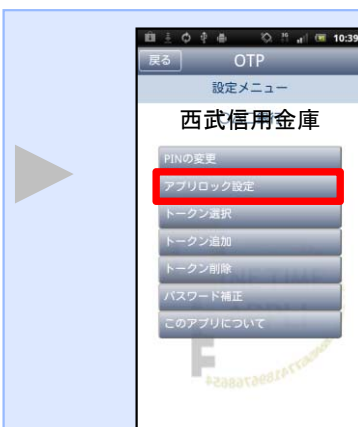 10:39
戻る OTP
設定メニュー
西武信用金庫
PINの変更
アプリロック設定
トークン選択
トークン追加
トークン削除
パスワード補正
このアプリについて